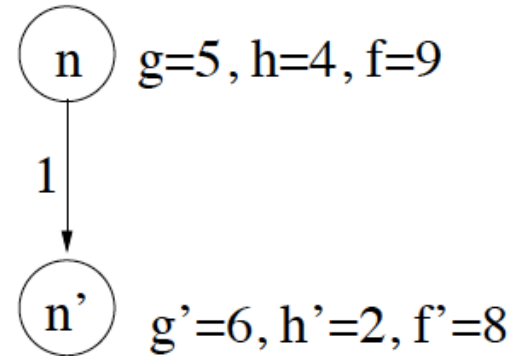 n g=5, h=4, f=9
1
n’ g’=6, h’=2, f’=8